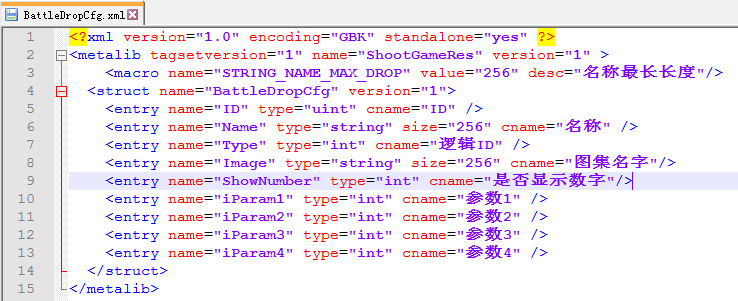 BattleDropCfg.xml
1 <?xml version="1.0" encoding="GBK" standalone="yes" ?>
2 <metalib tagsetversion="1" name="ShootGameRes" version="1" >
3 <macro name="STRING_NAME_MAX_DROP" value="256" desc="名称最长长度"/>
4 <struct name="BattleDropCfg" version="1">
5 <entry name="ID" type="uint" cname="ID" />
6 <entry name="Name" type="string" size="256" cname="名称" />
7 <entry name="Type" type="int" cname="逻辑ID" />
8 <entry name="Image" type="string" size="256" cname="图集名字"/>
9 <entry name="ShowNumber" type="int" cname="是否显示数字"/>
10 <entry name="iParam1" type="int" cname="参数1" />
11 <entry name="iParam2" type="int" cname="参数2" />
12 <entry name="iParam3" type="int" cname="参数3" />
13 <entry name="iParam4" type="int" cname="参数4" />
14 </struct>
15 </metalib>